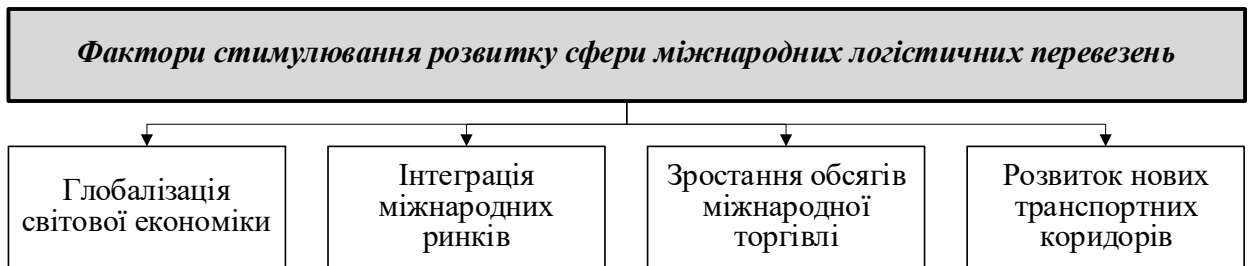 Фактори стимулювання розвитку сфери міжнародних логістичних перевезень
Глобалізація
світової економіки
Інтеграція
міжнародних
ринків
Зростання обсягів
міжнародної
торгівлі
Розвиток нових
транспортних
коридорів